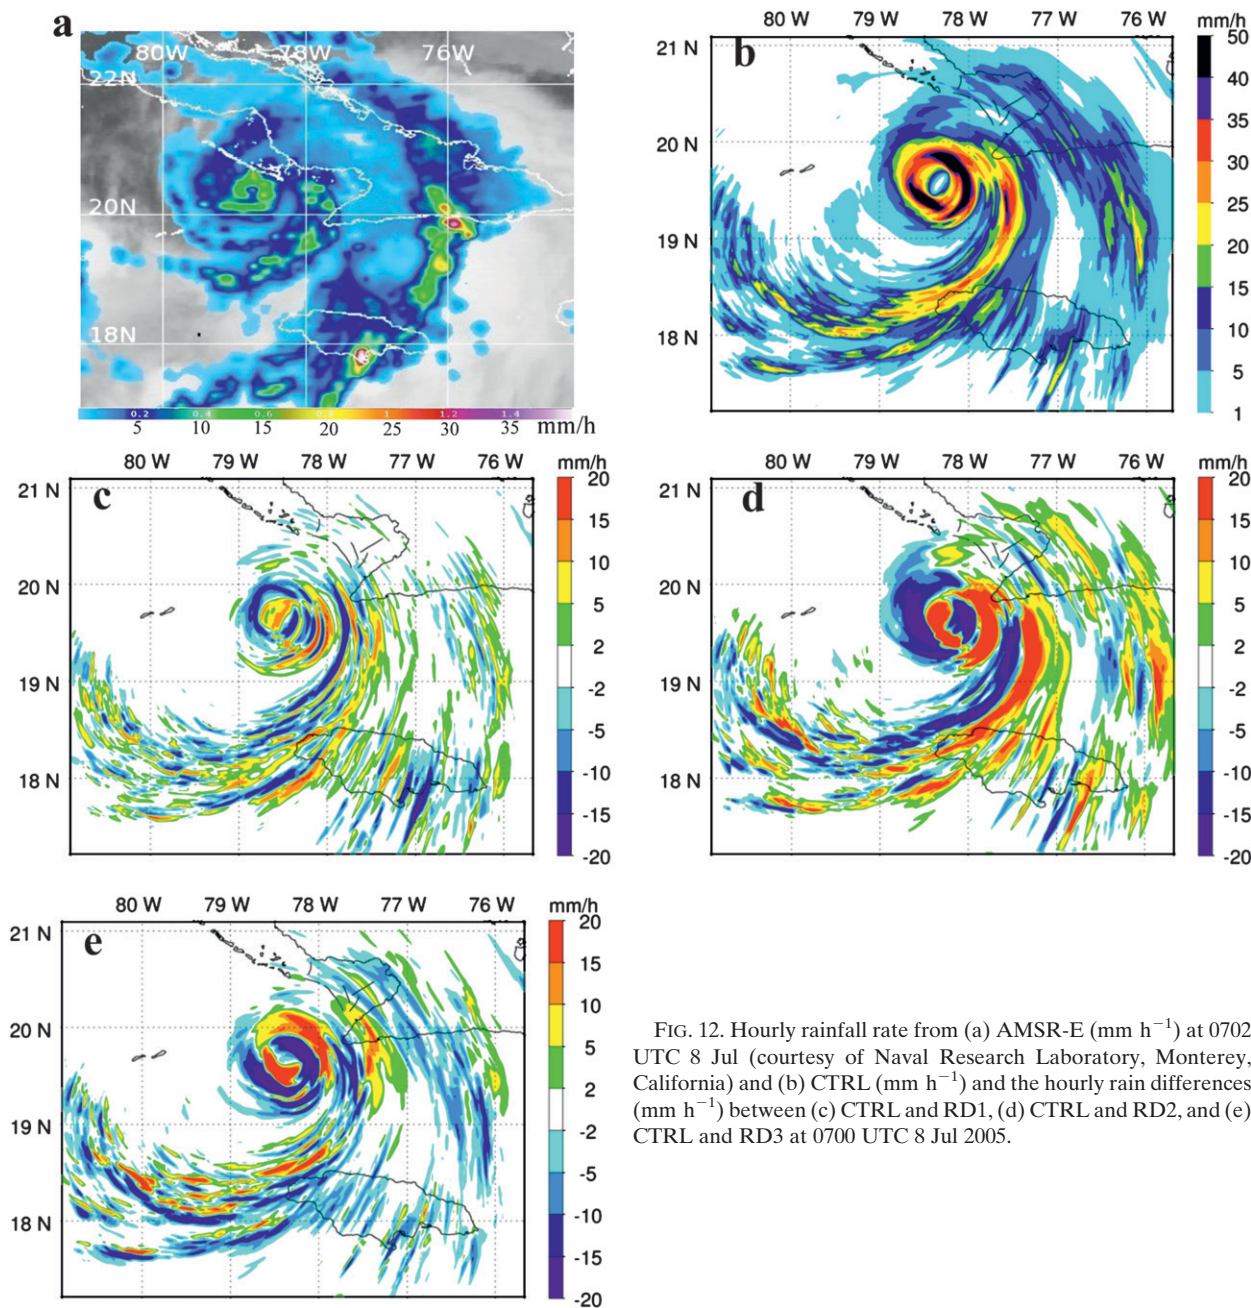 a
80W 78W 76W
22N
20N
18N
0.2 0.4 0.6 0.8 1 1.2 1.4
5 10 15 20 25 30 35 mm/h
80 W 79 W 78 W 77 W 76 W mm/h
b
21 N
20 N
19 N
18 N
50
40
35
30
25
20
15
10
5
1
80 W 79 W 78 W 77 W 76 W mm/h
c
21 N
20 N
19 N
18 N
20
15
10
5
2
-2
-5
-10
-15
-20
80 W 79 W 78 W 77 W 76 W mm/h
d
21 N
20 N
19 N
18 N
20
15
10
5
2
-2
-5
-10
-15
-20
80 W 79 W 78 W 77 W 76 W mm/h
e
21 N
20 N
19 N
18 N
20
15
10
5
2
-2
-5
-10
-15
-20
FIG. 12. Hourly rainfall rate from (a) AMSR-E (mm h⁻¹) at 0702
UTC 8 Jul (courtesy of Naval Research Laboratory, Monterey,
California) and (b) CTRL (mm h⁻¹) and the hourly rain differences
(mm h⁻¹) between (c) CTRL and RD1, (d) CTRL and RD2, and (e)
CTRL and RD3 at 0700 UTC 8 Jul 2005.